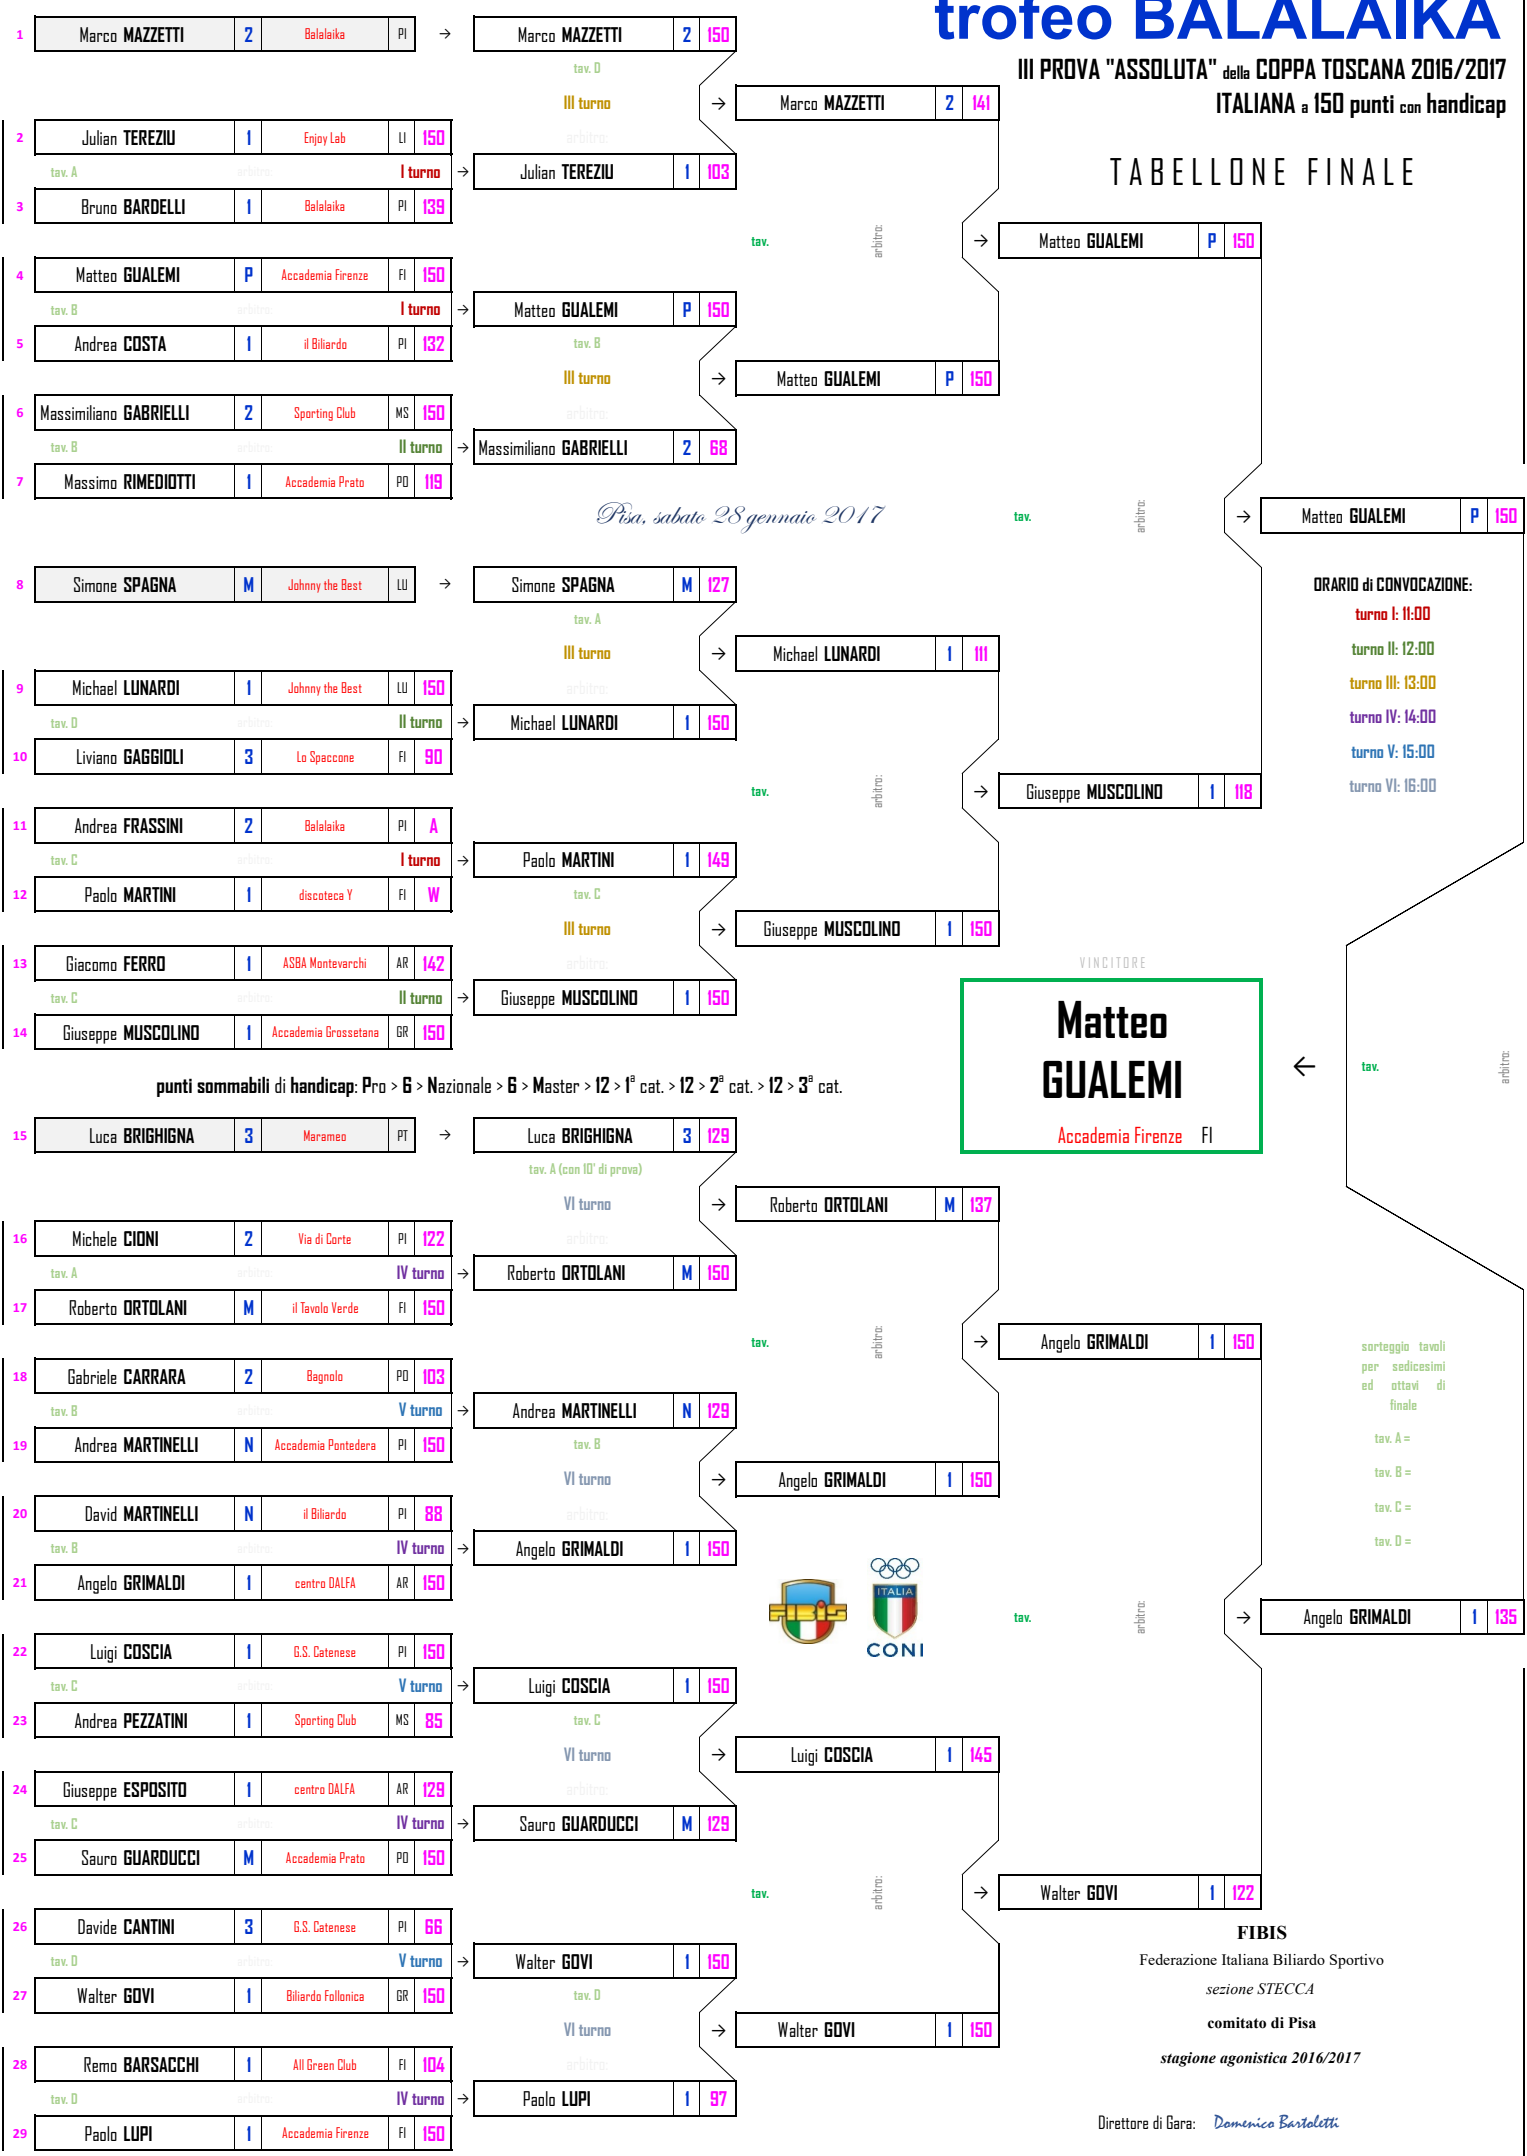 trofeo BALALAIKA
III PROVA "ASSOLUTA" della COPPA TOSCANA 2016/2017
ITALIANA a 150 punti con handicap
TABELLONE FINALE
1 Marco MAZZETTI 2 Balalaika PI →
2 Julian TEREZIU 1 Enjoy Lab LI 150
tav. A arbitro: I turno →
3 Bruno BARDELLI 1 Balalaika PI 139
4 Matteo GUALEMI P Accademia Firenze FI 150
tav. B arbitro: I turno →
5 Andrea COSTA 1 il Biliardo PI 132
6 Massimiliano GABRIELLI 2 Sporting Club MS 150
tav. B arbitro: II turno →
7 Massimo RIMEDIOTTI 1 Accademia Prato PO 119
8 Simone SPAGNA M Johnny the Best LU →
9 Michael LUNARDI 1 Johnny the Best LU 150
tav. D arbitro: II turno →
10 Liviano GAGGIOLI 3 Lo Spaccone FI 90
11 Andrea FRASSINI 2 Balalaika PI A
tav. C arbitro: I turno →
12 Paolo MARTINI 1 discoteca Y FI W
13 Giacomo FERRO 1 ASBA Montevarchi AR 142
tav. C arbitro: II turno →
14 Giuseppe MUSCOLINO 1 Accademia Grossetana GR 150
Marco MAZZETTI 2 150
tav. D
III turno →
arbitro:
Julian TEREZIU 1 103
Matteo GUALEMI P 150
tav. B
III turno →
arbitro:
Massimiliano GABRIELLI 2 68
Pisa, sabato 28 gennaio 2017
Simone SPAGNA M 127
tav. A
III turno →
arbitro:
Michael LUNARDI 1 150
Paolo MARTINI 1 149
tav. C
III turno →
arbitro:
Giuseppe MUSCOLINO 1 150
Marco MAZZETTI 2 141
tav. arbitro: →
Matteo GUALEMI P 150
Michael LUNARDI 1 111
tav. arbitro: →
Giuseppe MUSCOLINO 1 150
Matteo GUALEMI P 150
tav. arbitro: →
Giuseppe MUSCOLINO 1 118
Matteo GUALEMI P 150
ORARIO di CONVOCAZIONE:
turno I: 11:00
turno II: 12:00
turno III: 13:00
turno IV: 14:00
turno V: 15:00
turno VI: 16:00
VINCITORE
Matteo
GUALEMI
Accademia Firenze FI
← tav. arbitro:
punti sommabili di handicap: Pro > 6 > Nazionale > 6 > Master > 12 > 1ª cat. > 12 > 2ª cat. > 12 > 3ª cat.
15 Luca BRIGHIGNA 3 Marameo PT →
16 Michele CIONI 2 Via di Corte PI 122
tav. A arbitro: IV turno →
17 Roberto ORTOLANI M il Tavolo Verde FI 150
18 Gabriele CARRARA 2 Bagnolo PO 103
tav. B arbitro: V turno →
19 Andrea MARTINELLI N Accademia Pontedera PI 150
20 David MARTINELLI N il Biliardo PI 88
tav. B arbitro: IV turno →
21 Angelo GRIMALDI 1 centro DALFA AR 150
22 Luigi COSCIA 1 G.S. Catenese PI 150
tav. C arbitro: V turno →
23 Andrea PEZZATINI 1 Sporting Club MS 85
24 Giuseppe ESPOSITO 1 centro DALFA AR 129
tav. C arbitro: IV turno →
25 Sauro GUARDUCCI M Accademia Prato PO 150
26 Davide CANTINI 3 G.S. Catenese PI 66
tav. D arbitro: V turno →
27 Walter GOVI 1 Biliardo Follonica GR 150
28 Remo BARSACCHI 1 All Green Club FI 104
tav. D arbitro: IV turno →
29 Paolo LUPI 1 Accademia Firenze FI 150
Luca BRIGHIGNA 3 129
tav. A (con 10' di prova)
VI turno →
arbitro:
Roberto ORTOLANI M 150
Andrea MARTINELLI N 129
tav. B
VI turno →
arbitro:
Angelo GRIMALDI 1 150
Luigi COSCIA 1 150
tav. C
VI turno →
arbitro:
Sauro GUARDUCCI M 129
Walter GOVI 1 150
tav. D
VI turno →
arbitro:
Paolo LUPI 1 97
Roberto ORTOLANI M 137
tav. arbitro: →
Angelo GRIMALDI 1 150
FIBiS
ITALIA
CONI
Luigi COSCIA 1 145
tav. arbitro: →
Walter GOVI 1 150
Angelo GRIMALDI 1 150
tav. arbitro: →
Walter GOVI 1 122
sorteggio tavoli
per sedicesimi
ed ottavi di
finale
tav. A =
tav. B =
tav. C =
tav. D =
Angelo GRIMALDI 1 135
FIBIS
Federazione Italiana Biliardo Sportivo
sezione STECCA
comitato di Pisa
stagione agonistica 2016/2017
Direttore di Gara: Domenico Bartoletti